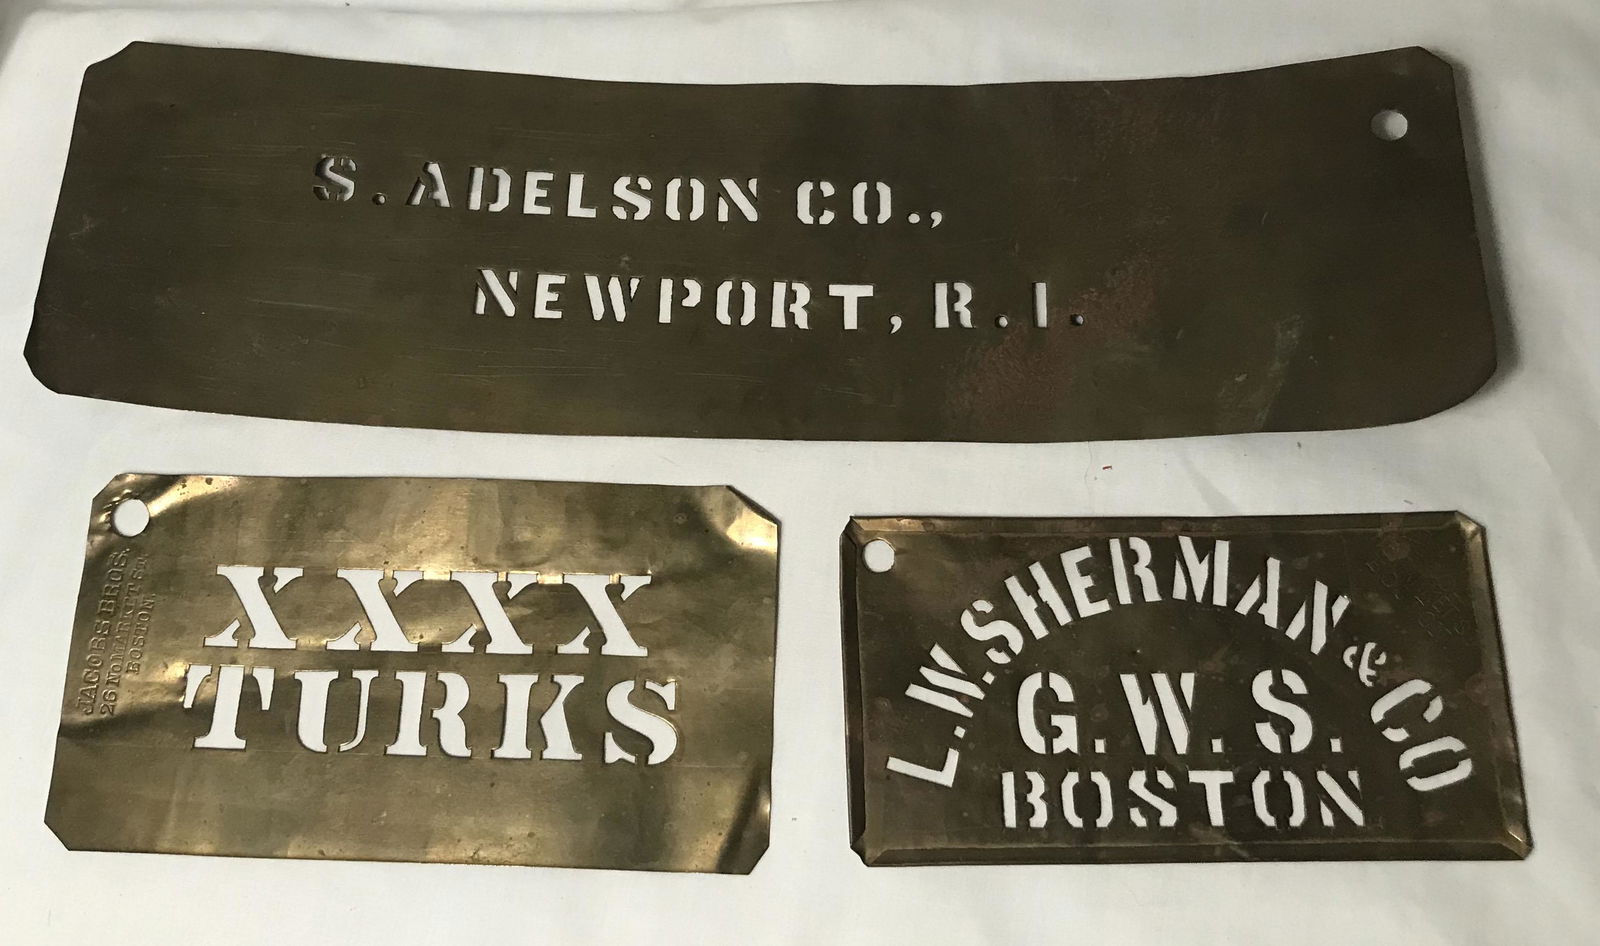 S. ADELSON CO.,
NEWPORT, R.I.
JACOBS BROS.
26 NO MARKET ST.
BOSTON.
XXXX
TURKS
L.W. SHERMAN & CO
G.W.S.
BOSTON